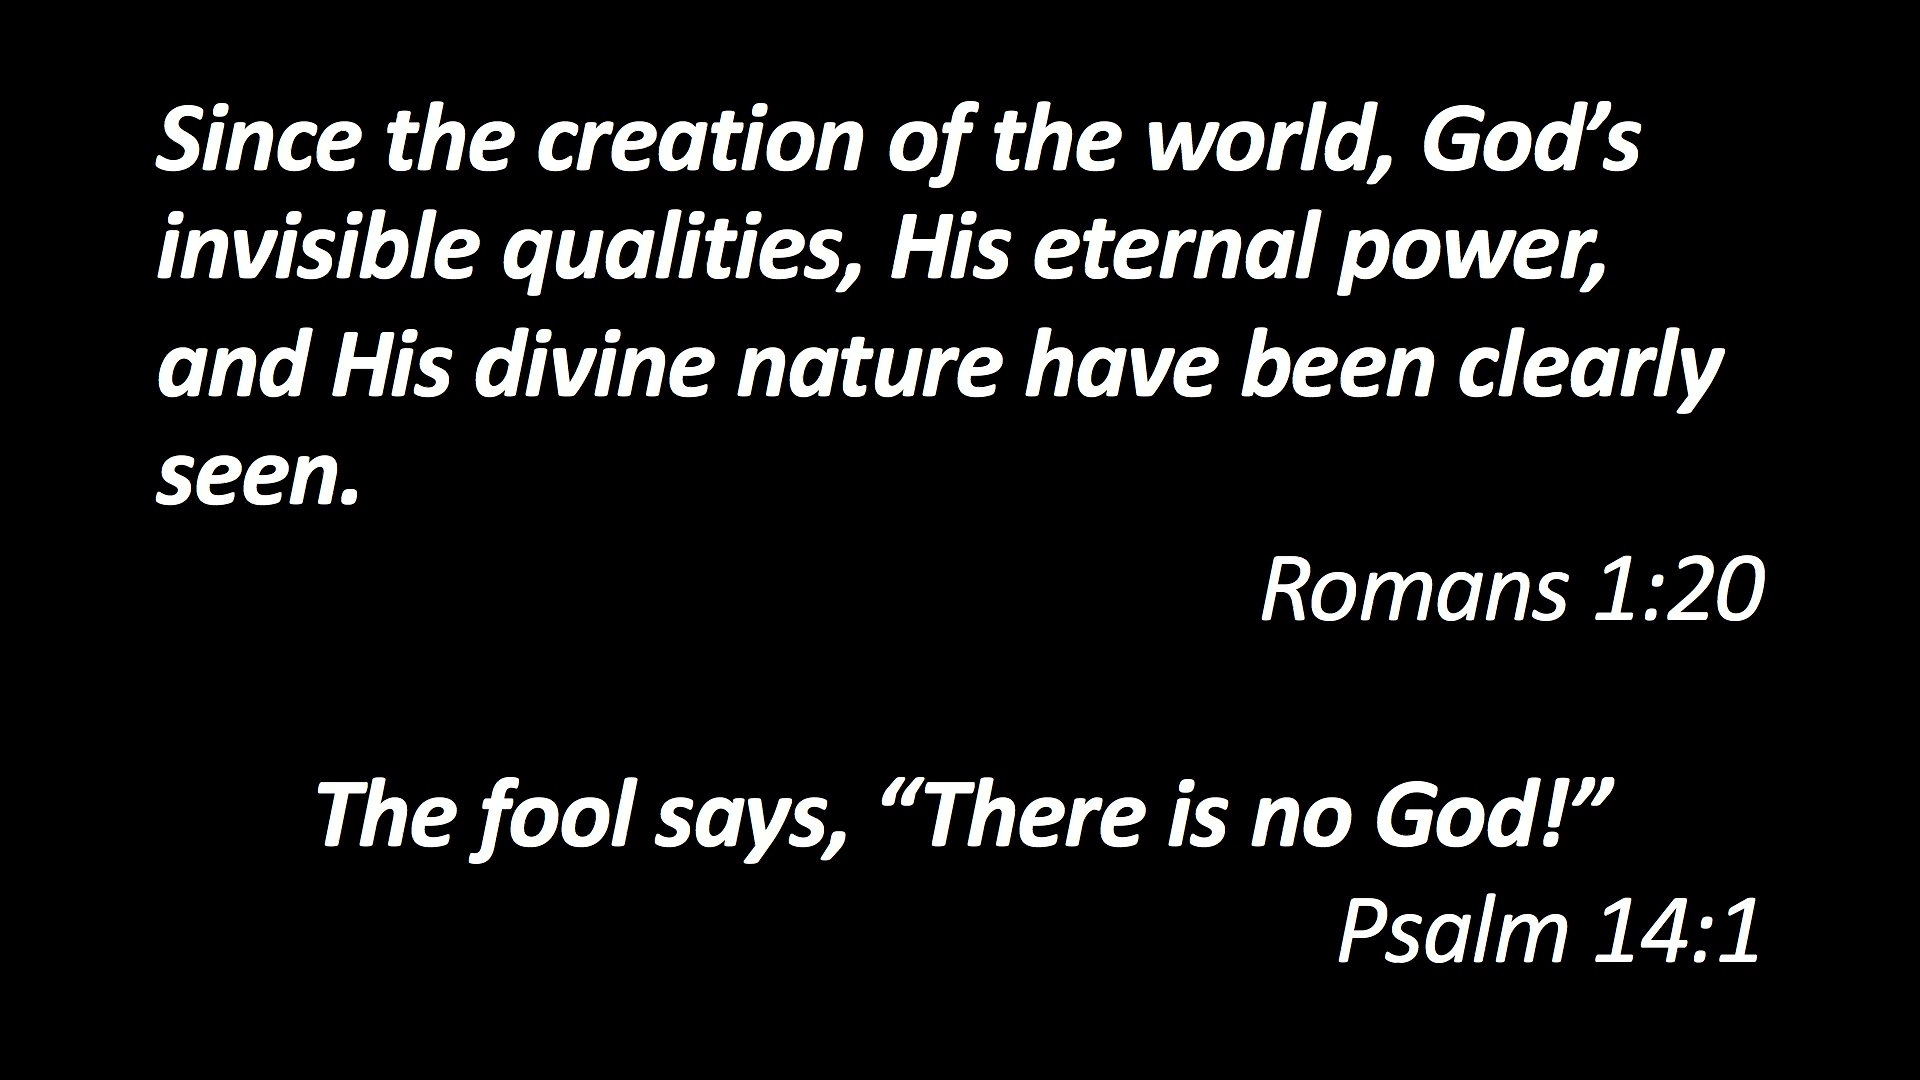 Since the creation of the world, God’s
invisible qualities, His eternal power,
and His divine nature have been clearly
seen.
Romans 1:20
The fool says, “There is no God!”
Psalm 14:1